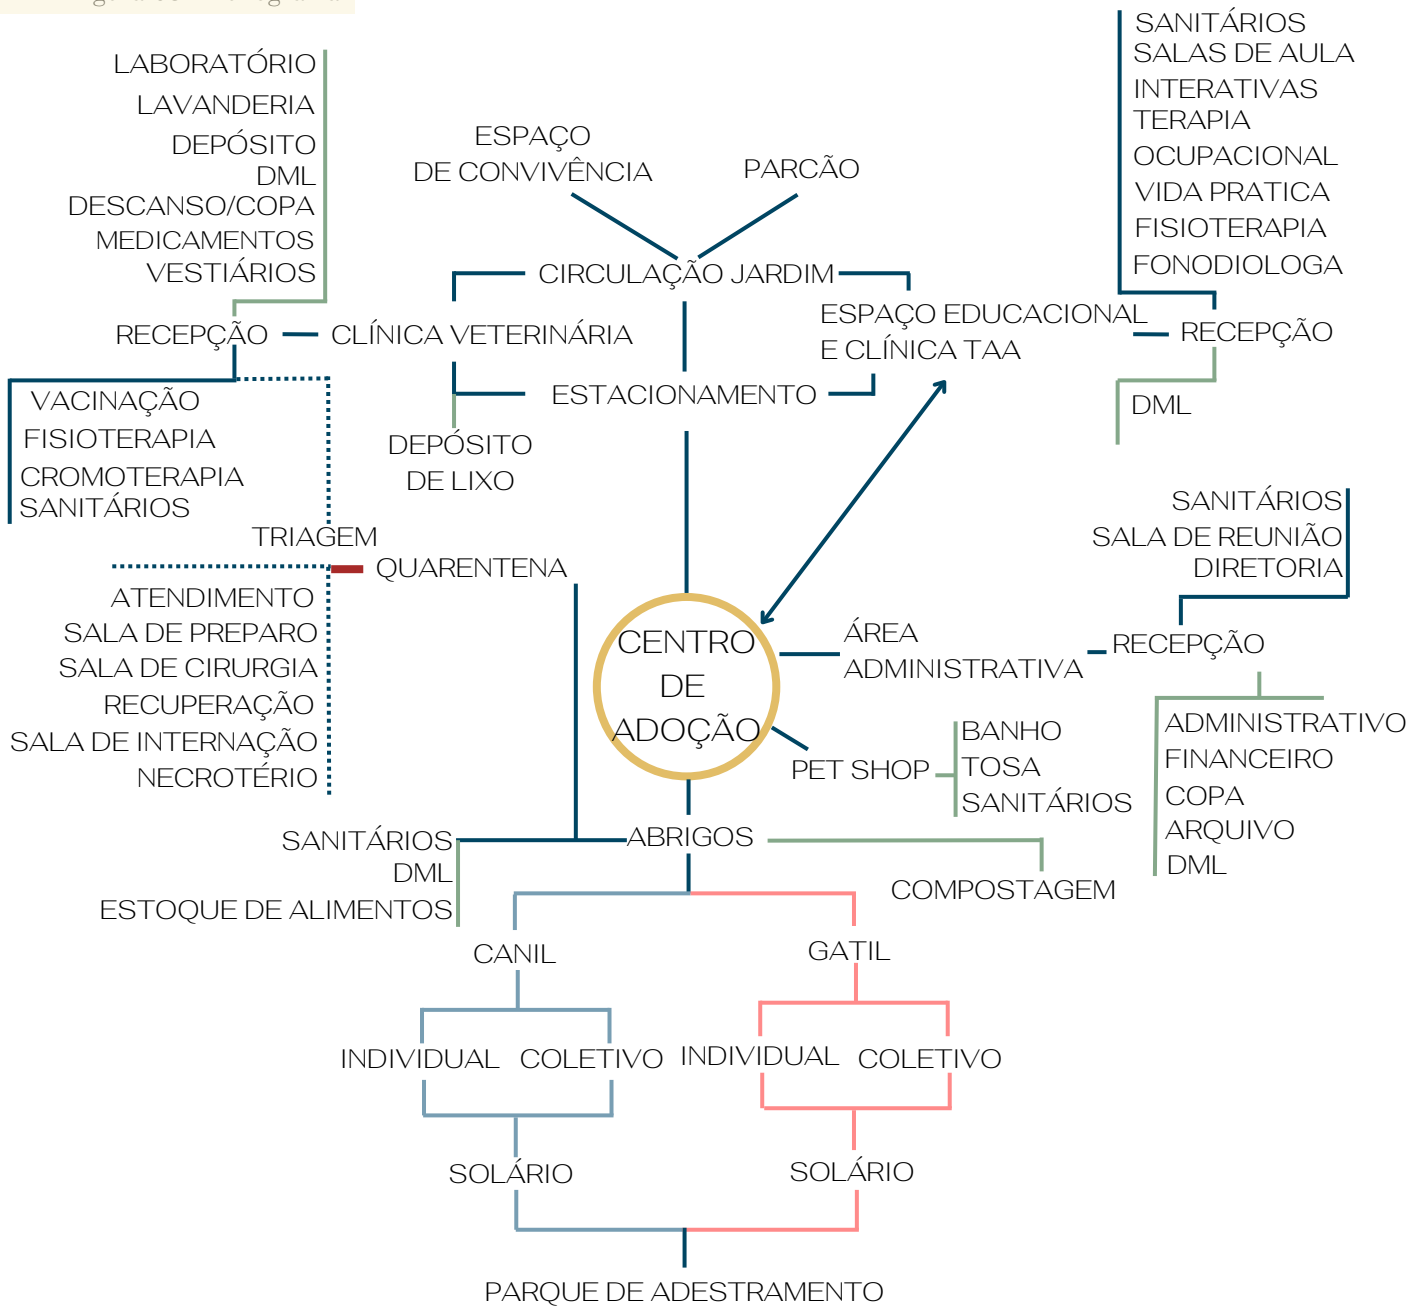 LABORATÓRIO
LAVANDERIA
DEPÓSITO
DML
DESCANSO/COPA
MEDICAMENTOS
VESTIÁRIOS
RECEPÇÃO
CLÍNICA VETERINÁRIA
VACINAÇÃO
FISIOTERAPIA
CROMOTERAPIA
SANITÁRIOS
ESPAÇO
DE CONVIVÊNCIA
PARCÃO
CIRCULAÇÃO JARDIM
ESTACIONAMENTO
DEPÓSITO
DE LIXO
ESPAÇO EDUCACIONAL
E CLÍNICA TAA
SANITÁRIOS
SALAS DE AULA
INTERATIVAS
TERAPIA
OCUPACIONAL
VIDA PRATICA
FISIOTERAPIA
FONODIOLOGA
RECEPÇÃO
DML
TRIAGEM
QUARENTENA
ATENDIMENTO
SALA DE PREPARO
SALA DE CIRURGIA
RECUPERAÇÃO
SALA DE INTERNAÇÃO
NECROTÉRIO
CENTRO
DE
ADOÇÃO
ÁREA
ADMINISTRATIVA
SANITÁRIOS
SALA DE REUNIÃO
DIRETORIA
RECEPÇÃO
ADMINISTRATIVO
FINANCEIRO
COPA
ARQUIVO
DML
PET SHOP
BANHO
TOSA
SANITÁRIOS
SANITÁRIOS
DML
ESTOQUE DE ALIMENTOS
ABRIGOS
COMPOSTAGEM
CANIL
GATIL
INDIVIDUAL
COLETIVO
INDIVIDUAL
COLETIVO
SOLÁRIO
SOLÁRIO
PARQUE DE ADESTRAMENTO